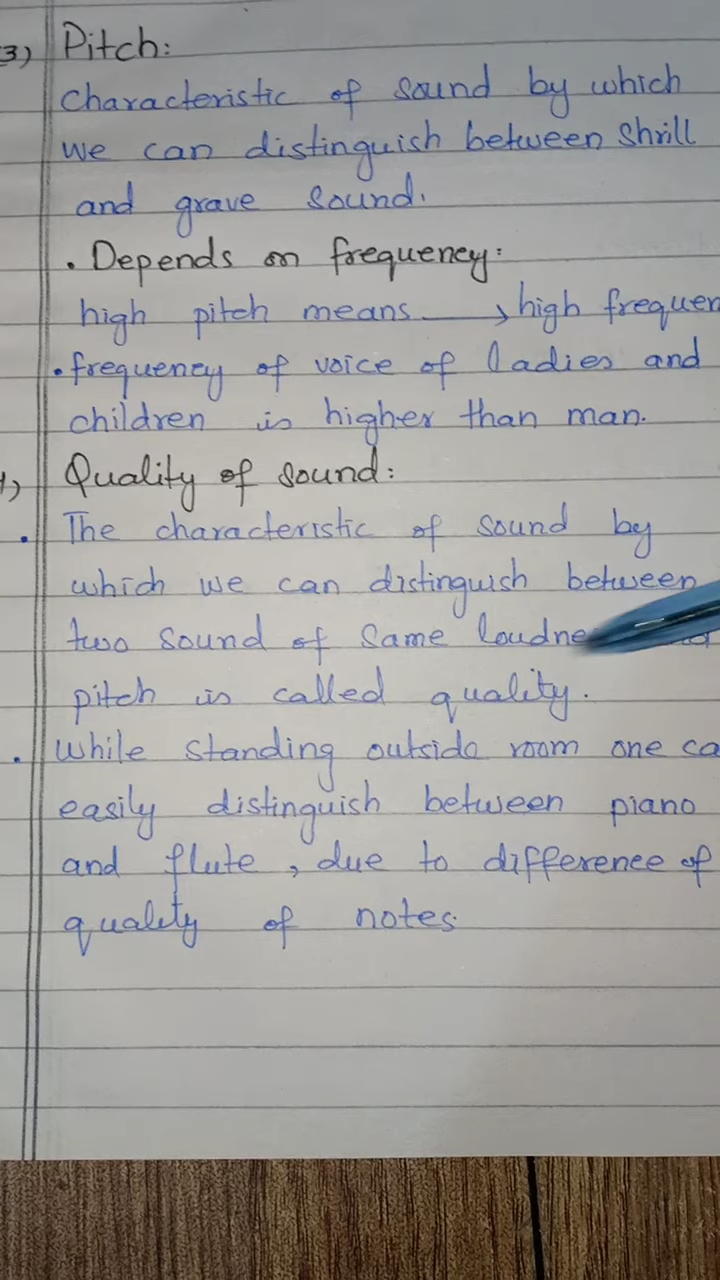 3) Pitch:
Characteristic of sound by which
we can distinguish between shrill
and grave sound.
. Depends on frequency:
high pitch means → high frequen
. frequency of voice of ladies and
children is higher than man.
Quality of sound:
. The characteristic of sound by
which we can distinguish between
two sound of same loudne
pitch is called quality.
. While standing outside room one ca
easily distinguish between piano
and flute, due to difference of
quality of notes.